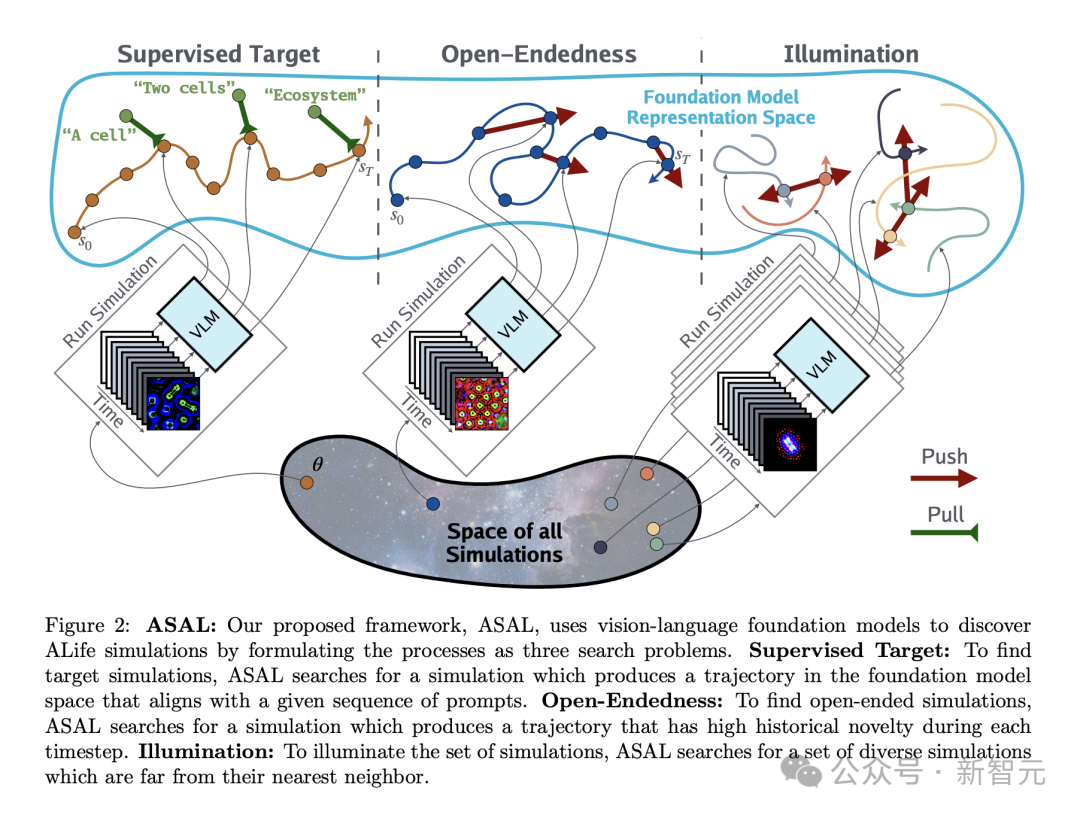 Supervised Target
Open-Endedness
Illumination
"A cell"
"Two cells"
"Ecosystem"
Foundation Model
Representation Space
s0
sT
s0
sT
Run Simulation
VLM
Time
Run Simulation
VLM
Time
Run Simulation
VLM
Time
θ
Space of all
Simulations
Push
Pull
Figure 2: ASAL: Our proposed framework, ASAL, uses vision-language foundation models to discover
ALife simulations by formulating the processes as three search problems. Supervised Target: To find
target simulations, ASAL searches for a simulation which produces a trajectory in the foundation model
space that aligns with a given sequence of prompts. Open-Endedness: To find open-ended simulations,
ASAL searches for a simulation which produces a trajectory that has high historical novelty during each
timestep. Illumination: To illuminate the set of simulations, ASAL searches for a set of diverse simulations
which are far from their nearest neighbor.
公众号 · 新智元